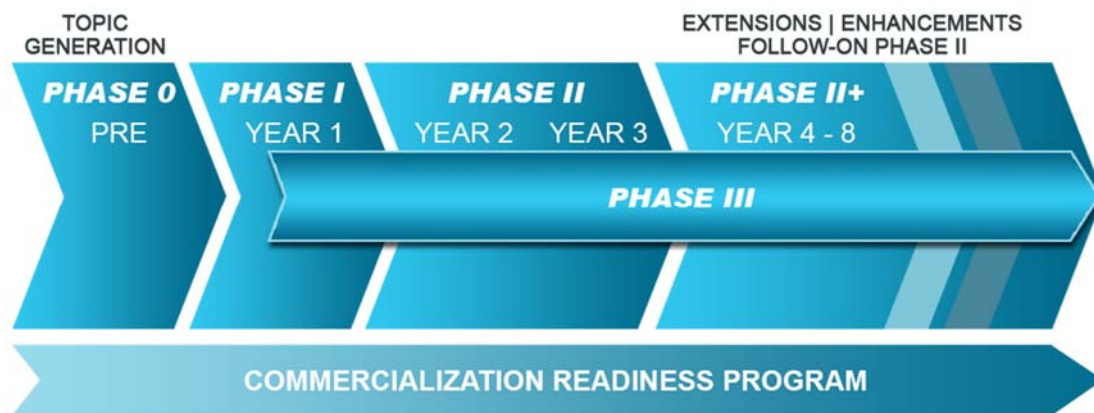 TOPIC
GENERATION
EXTENSIONS | ENHANCEMENTS
FOLLOW-ON PHASE II
PHASE 0
PRE
PHASE I
YEAR 1
PHASE II
YEAR 2 YEAR 3
PHASE II+
YEAR 4 - 8
PHASE III
COMMERCIALIZATION READINESS PROGRAM